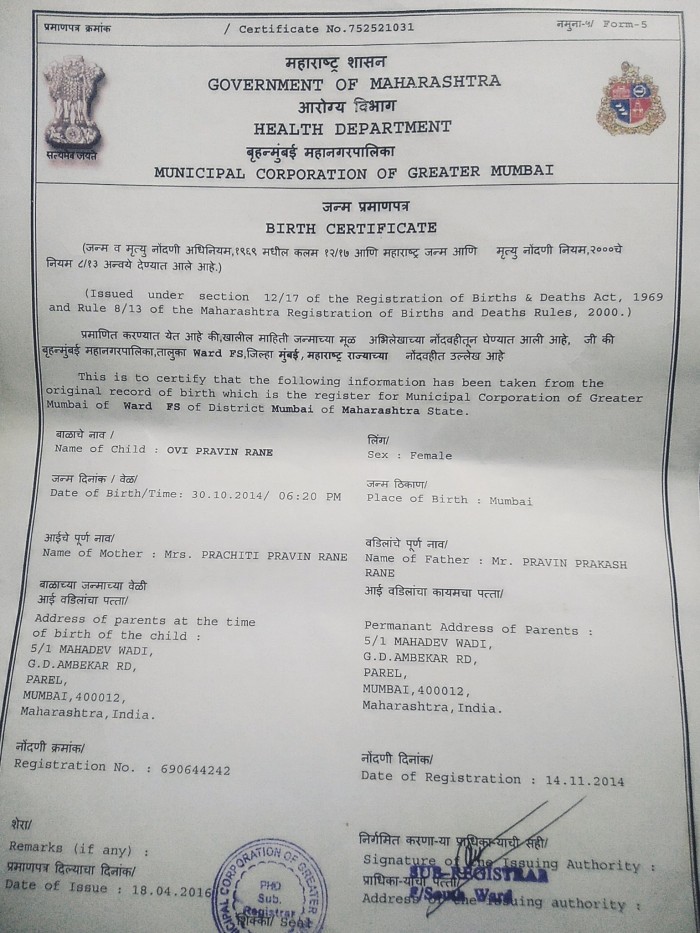 प्रमाणपत्र क्रमांक / Certificate No.752521031 नमुना-५/ Form-5
महाराष्ट्र शासन
GOVERNMENT OF MAHARASHTRA
आरोग्य विभाग
HEALTH DEPARTMENT
बृहन्मुंबई महानगरपालिका
MUNICIPAL CORPORATION OF GREATER MUMBAI
सत्यमेव जयते
जन्म प्रमाणपत्र
BIRTH CERTIFICATE
(जन्म व मृत्यु नोंदणी अधिनियम,१९६९ मधील कलम १२/१७ आणि महाराष्ट्र जन्म आणि मृत्यु नोंदणी नियम,२०००चे
नियम ८/१३ अन्वये देण्यात आले आहे.)
(Issued under section 12/17 of the Registration of Births & Deaths Act, 1969
and Rule 8/13 of the Maharashtra Registration of Births and Deaths Rules, 2000.)
प्रमाणित करण्यात येत आहे की,खालील माहिती जन्माच्या मूळ अभिलेखाच्या नोंदवहीतून घेण्यात आली आहे, जी की
बृहन्मुंबई महानगरपालिका,तालुका Ward FS,जिल्हा मुंबई,महाराष्ट्र राज्याच्या नोंदवहीत उल्लेख आहे
This is to certify that the following information has been taken from the
original record of birth which is the register for Municipal Corporation of Greater
Mumbai of Ward FS of District Mumbai of Maharashtra State.
बाळाचे नाव / लिंग/
Name of Child : OVI PRAVIN RANE Sex : Female
जन्म दिनांक / वेळ/ जन्म ठिकाण/
Date of Birth/Time: 30.10.2014/ 06:20 PM Place of Birth : Mumbai
आईचे पूर्ण नाव/ वडिलांचे पूर्ण नाव/
Name of Mother : Mrs. PRACHITI PRAVIN RANE Name of Father : Mr. PRAVIN PRAKASH
RANE
बाळाच्या जन्माच्या वेळी
आई वडिलांचा पत्ता/ आई वडिलांचा कायमचा पत्ता/
Address of parents at the time
of birth of the child :
5/1 MAHADEV WADI,
G.D.AMBEKAR RD,
PAREL,
MUMBAI,400012,
Maharashtra,India.
Permanant Address of Parents :
5/1 MAHADEV WADI,
G.D.AMBEKAR RD,
PAREL,
MUMBAI,400012,
Maharashtra,India.
नोंदणी क्रमांक/ नोंदणी दिनांक/
Registration No. : 690644242 Date of Registration : 14.11.2014
शेरा/
Remarks (if any) :
प्रमाणपत्र दिल्याचा दिनांक/
Date of Issue : 18.04.2016
MUNICIPAL CORPORATION OF GREATER
PHO
Sub.
Registrar
शिक्का/ Seal
निर्गमित करणा-या प्राधिका-याची सही/
Signature of the Issuing Authority :
SUB-REGISTRAR
प्राधिका-याचा पत्ता/
F/South Ward
Address of the Issuing authority :